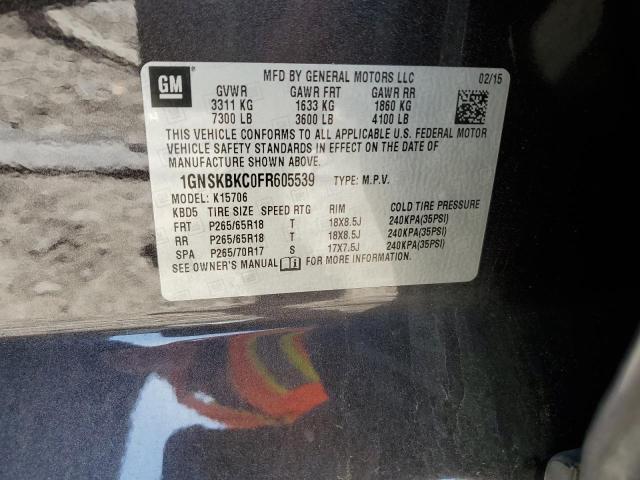 GM
MFD BY GENERAL MOTORS LLC 02/15
GVWR GAWR FRT GAWR RR
3311 KG 1633 KG 1860 KG
7300 LB 3600 LB 4100 LB
THIS VEHICLE CONFORMS TO ALL APPLICABLE U.S. FEDERAL MOTOR
VEHICLE SAFETY STANDARDS IN EFFECT ON THE DATE
OF MANUFACTURE SHOWN ABOVE.
1GNSKBKC0FR605539 TYPE: M.P.V.
MODEL: K15706
KBD5 TIRE SIZE SPEED RTG RIM COLD TIRE PRESSURE
FRT P265/65R18 T 18X8.5J 240KPA(35PSI)
RR P265/65R18 T 18X8.5J 240KPA(35PSI)
SPA P265/70R17 S 17X7.5J 240KPA(35PSI)
SEE OWNER'S MANUAL FOR MORE INFORMATION.